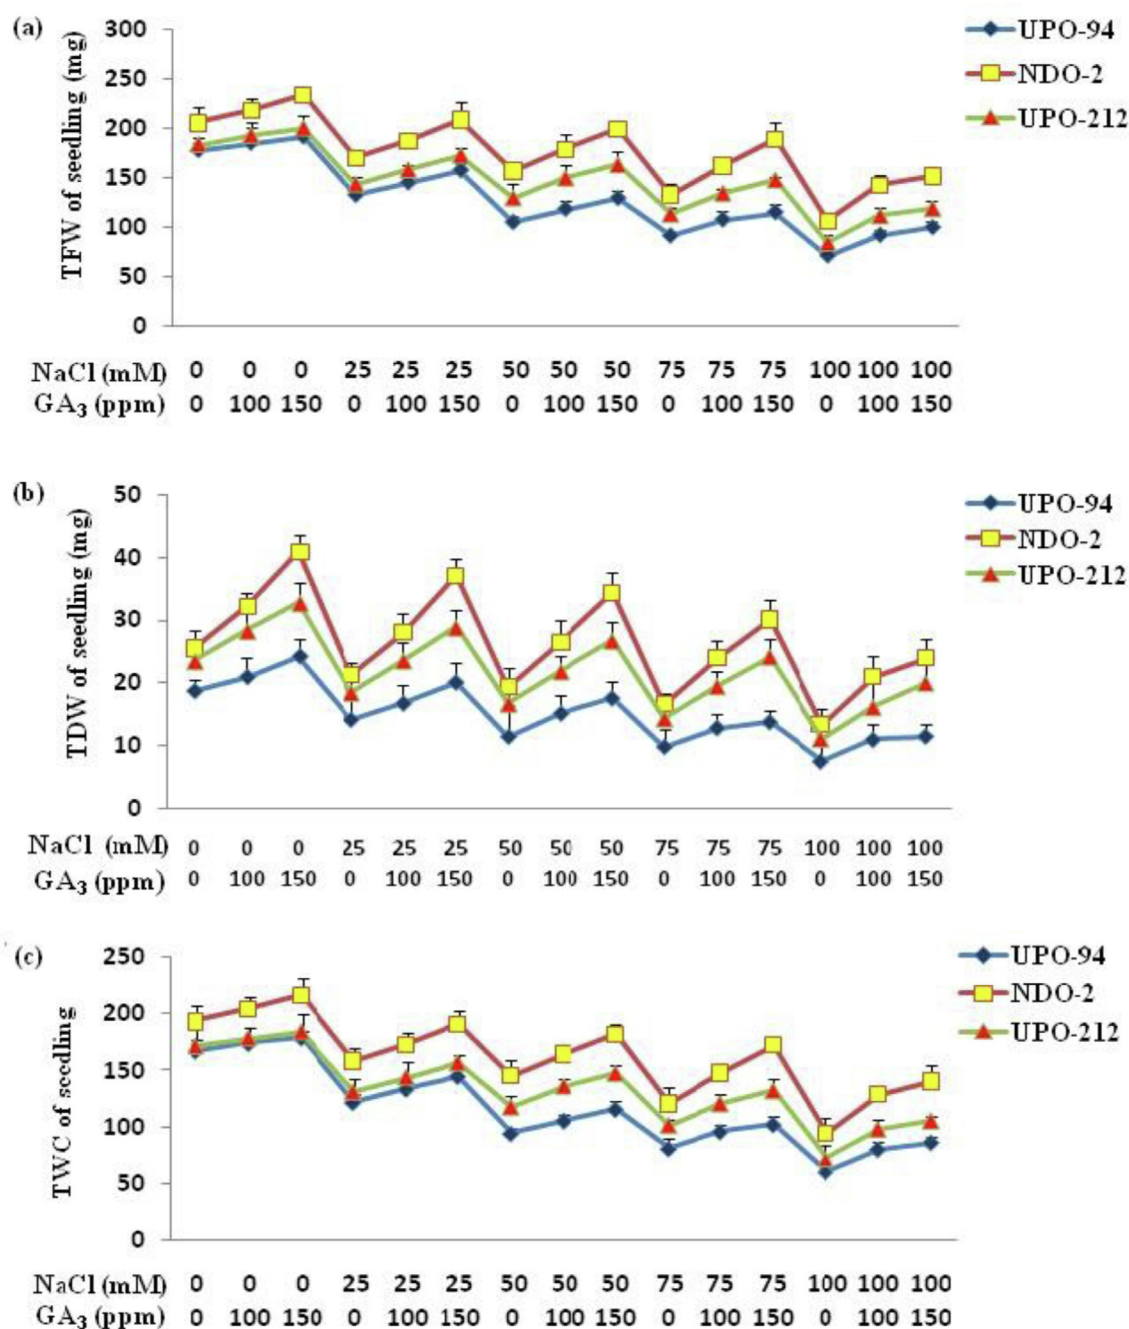 (a)
TFW of seedling (mg)
300
250
200
150
100
50
0
UPO-94
NDO-2
UPO-212
NaCl (mM) 0 0 0 25 25 25 50 50 50 75 75 75 100 100 100
GA3 (ppm) 0 100 150 0 100 150 0 100 150 0 100 150 0 100 150
(b)
TDW of seedling (mg)
50
40
30
20
10
0
UPO-94
NDO-2
UPO-212
NaCl (mM) 0 0 0 25 25 25 50 50 50 75 75 75 100 100 100
GA3 (ppm) 0 100 150 0 100 150 0 100 150 0 100 150 0 100 150
(c)
TWC of seedling
250
200
150
100
50
0
UPO-94
NDO-2
UPO-212
NaCl (mM) 0 0 0 25 25 25 50 50 50 75 75 75 100 100 100
GA3 (ppm) 0 100 150 0 100 150 0 100 150 0 100 150 0 100 150